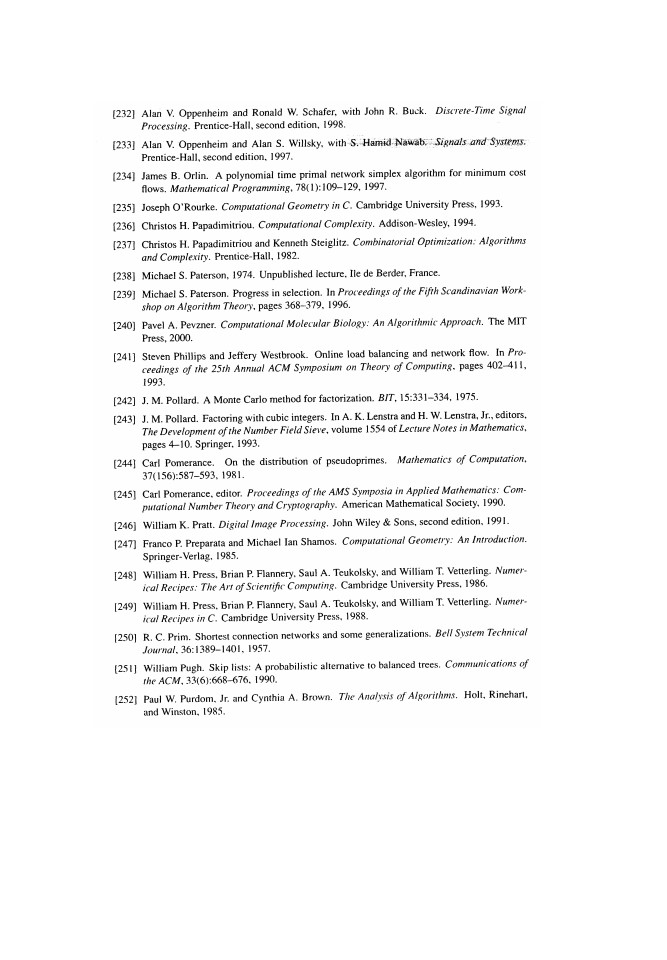 [232] Alan V. Oppenheim and Ronald W. Schafer, with John R. Buck. Discrete-Time Signal
Processing. Prentice-Hall, second edition, 1998.
[233] Alan V. Oppenheim and Alan S. Willsky, with S. Hamid Nawab. Signals and Systems.
Prentice-Hall, second edition, 1997.
[234] James B. Orlin. A polynomial time primal network simplex algorithm for minimum cost
flows. Mathematical Programming, 78(1):109–129, 1997.
[235] Joseph O'Rourke. Computational Geometry in C. Cambridge University Press, 1993.
[236] Christos H. Papadimitriou. Computational Complexity. Addison-Wesley, 1994.
[237] Christos H. Papadimitriou and Kenneth Steiglitz. Combinatorial Optimization: Algorithms
and Complexity. Prentice-Hall, 1982.
[238] Michael S. Paterson, 1974. Unpublished lecture, Ile de Berder, France.
[239] Michael S. Paterson. Progress in selection. In Proceedings of the Fifth Scandinavian Work-
shop on Algorithm Theory, pages 368–379, 1996.
[240] Pavel A. Pevzner. Computational Molecular Biology: An Algorithmic Approach. The MIT
Press, 2000.
[241] Steven Phillips and Jeffery Westbrook. Online load balancing and network flow. In Pro-
ceedings of the 25th Annual ACM Symposium on Theory of Computing, pages 402–411,
1993.
[242] J. M. Pollard. A Monte Carlo method for factorization. BIT, 15:331–334, 1975.
[243] J. M. Pollard. Factoring with cubic integers. In A. K. Lenstra and H. W. Lenstra, Jr., editors,
The Development of the Number Field Sieve, volume 1554 of Lecture Notes in Mathematics,
pages 4–10. Springer, 1993.
[244] Carl Pomerance. On the distribution of pseudoprimes. Mathematics of Computation,
37(156):587–593, 1981.
[245] Carl Pomerance, editor. Proceedings of the AMS Symposia in Applied Mathematics: Com-
putational Number Theory and Cryptography. American Mathematical Society, 1990.
[246] William K. Pratt. Digital Image Processing. John Wiley & Sons, second edition, 1991.
[247] Franco P. Preparata and Michael Ian Shamos. Computational Geometry: An Introduction.
Springer-Verlag, 1985.
[248] William H. Press, Brian P. Flannery, Saul A. Teukolsky, and William T. Vetterling. Numer-
ical Recipes: The Art of Scientific Computing. Cambridge University Press, 1986.
[249] William H. Press, Brian P. Flannery, Saul A. Teukolsky, and William T. Vetterling. Numer-
ical Recipes in C. Cambridge University Press, 1988.
[250] R. C. Prim. Shortest connection networks and some generalizations. Bell System Technical
Journal, 36:1389–1401, 1957.
[251] William Pugh. Skip lists: A probabilistic alternative to balanced trees. Communications of
the ACM, 33(6):668–676, 1990.
[252] Paul W. Purdom, Jr. and Cynthia A. Brown. The Analysis of Algorithms. Holt, Rinehart,
and Winston, 1985.